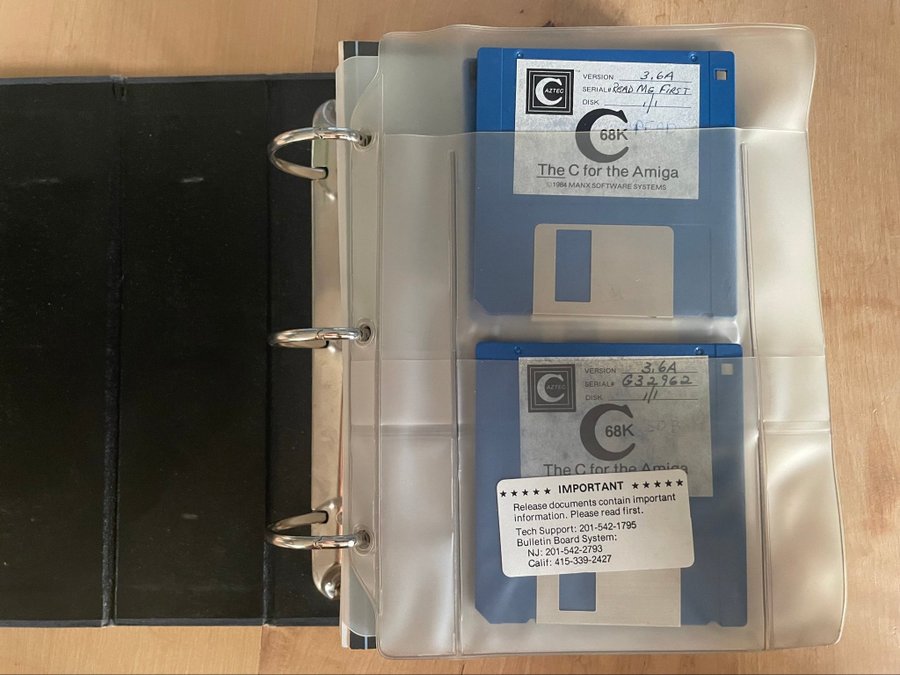 C AZTEC ™
VERSION 3.6A
SERIAL# READ ME FIRST
DISK 1/1
C 68K
The C for the Amiga
©1984 MANX SOFTWARE SYSTEMS
C AZTEC
VERSION 3.6A
SERIAL# G32962
DISK 1/1
C 68K
The C for the Amiga
★★★★★ IMPORTANT ★★★★★
Release documents contain important
information. Please read first.
Tech Support: 201-542-1795
Bulletin Board System:
NJ: 201-542-2793
Calif: 415-339-2427